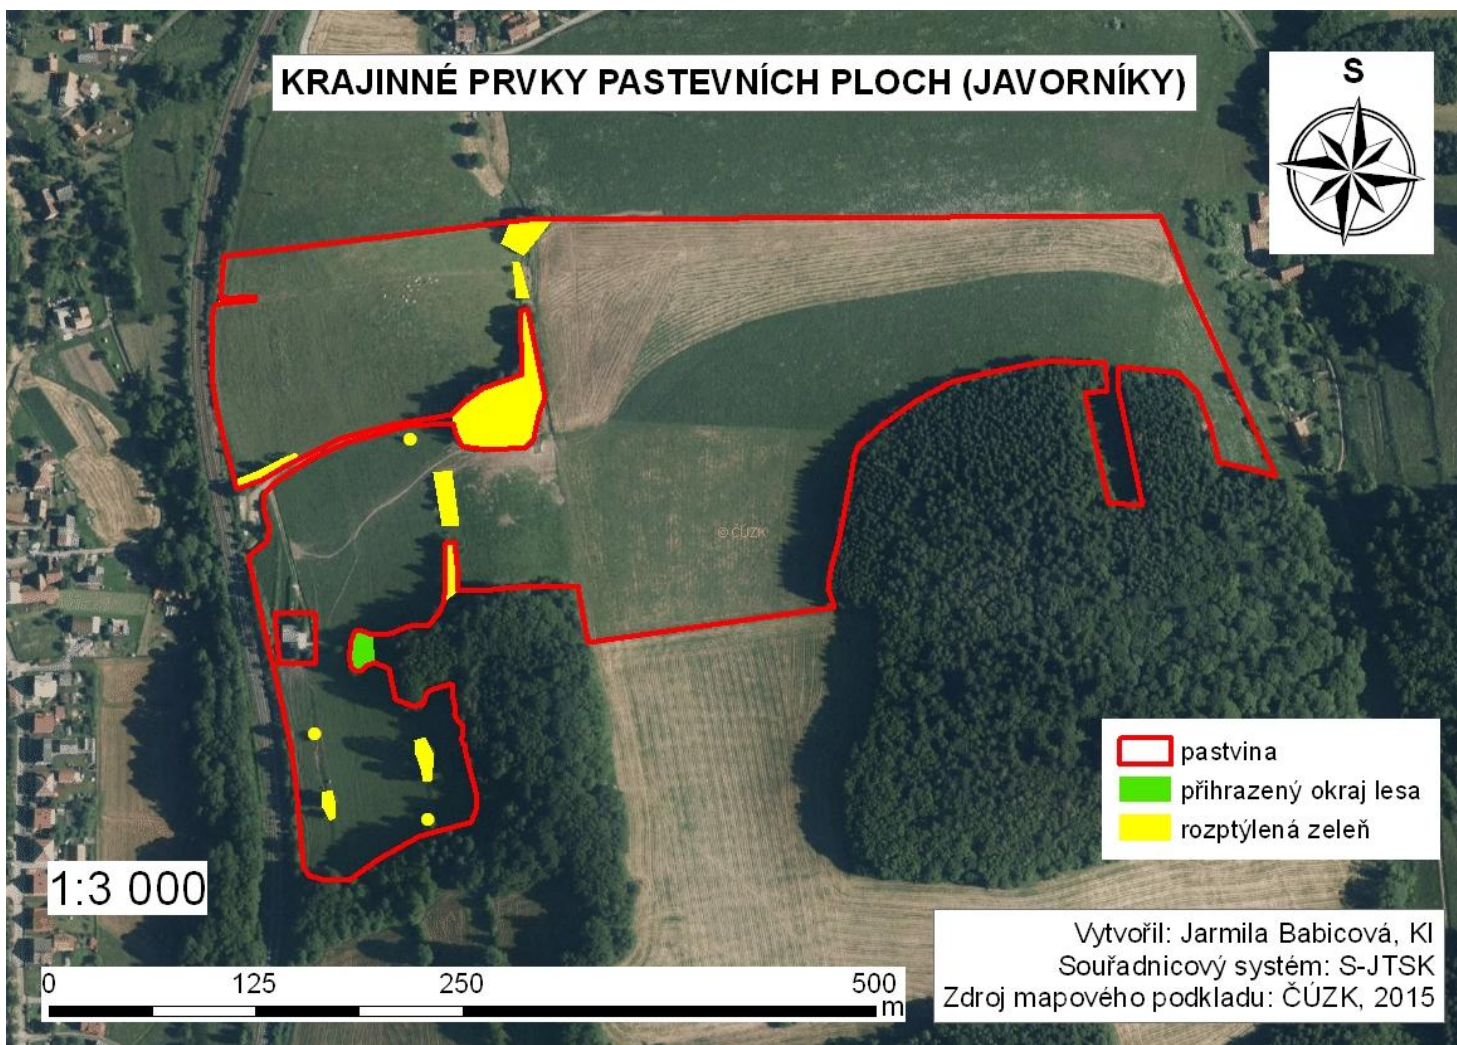 KRAJINNÉ PRVKY PASTEVNÍCH PLOCH (JAVORNÍKY)
S
© ČÚZK
pastvina
přihrazený okraj lesa
rozptýlená zeleň
1:3 000
Vytvořil: Jarmila Babicová, KI
Souřadnicový systém: S-JTSK
Zdroj mapového podkladu: ČÚZK, 2015
0 125 250 500
m